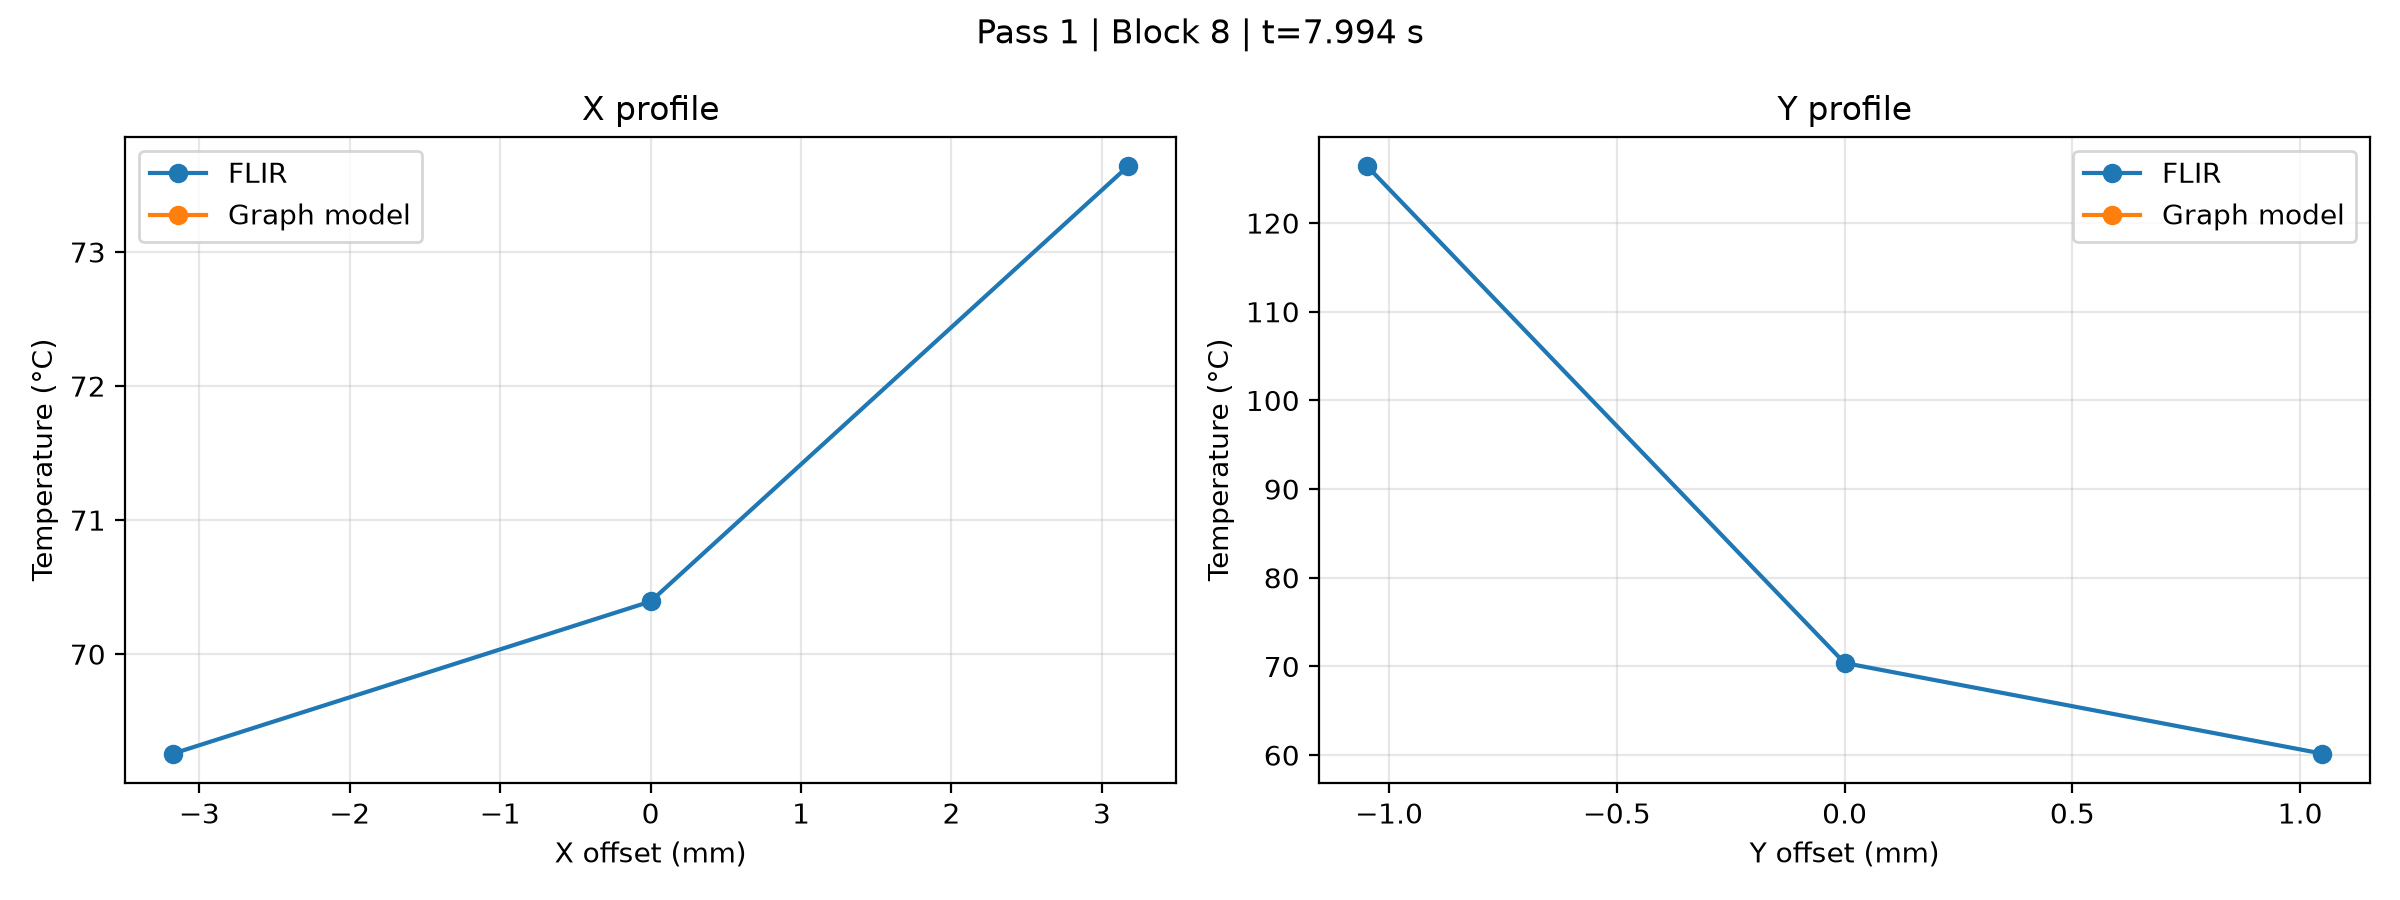 Pass 1 | Block 8 | t=7.994 s
X profile
FLIR
Graph model
73
72
71
70
Temperature (°C)
−3 −2 −1 0 1 2 3
X offset (mm)
Y profile
FLIR
Graph model
120
110
100
90
80
70
60
Temperature (°C)
−1.0 −0.5 0.0 0.5 1.0
Y offset (mm)